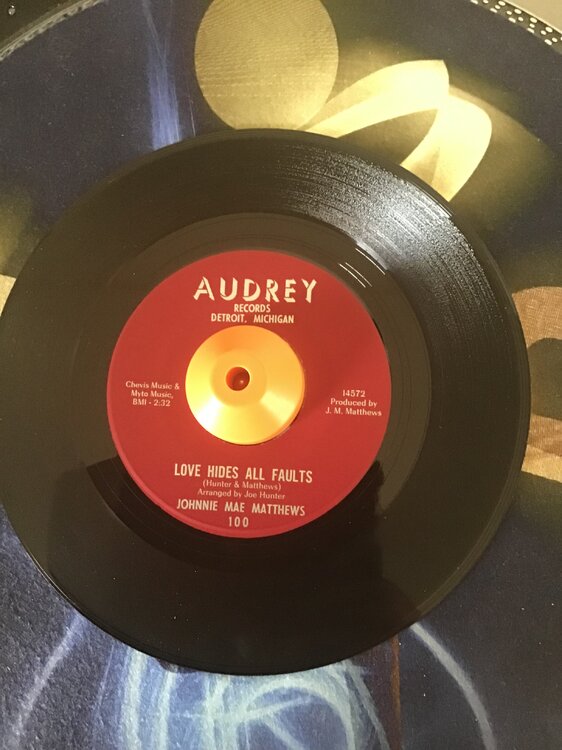 AUDREY
RECORDS
DETROIT, MICHIGAN
Chevis Music &
Myto Music,
BMI - 2:32
14572
Produced by
J. M. Matthews
LOVE HIDES ALL FAULTS
(Hunter & Matthews)
Arranged by Joe Hunter
JOHNNIE MAE MATTHEWS
100